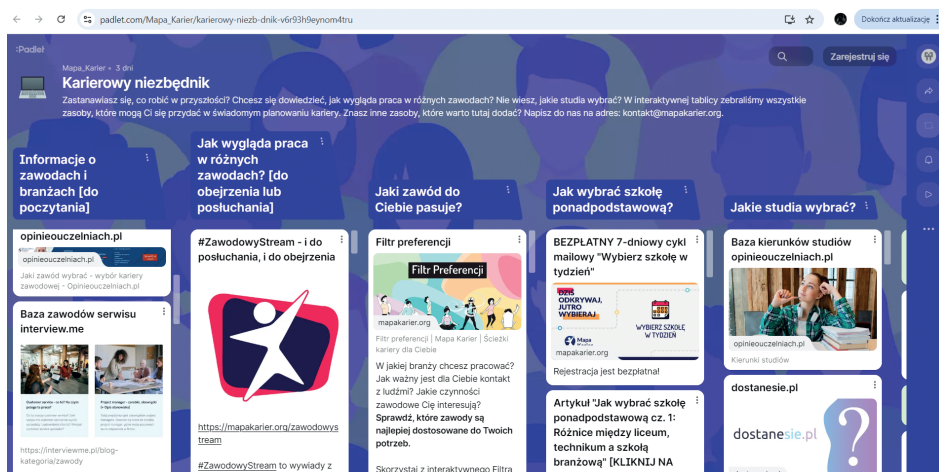 padlet.com/Mapa_Karier/karierowy-niezb-dnik-v6r93h9eynom4tru
Dokończ aktualizację
:Padlet
Zarejestruj się
Mapa_Karier • 3 dni
Karierowy niezbędnik
Zastanawiasz się, co robić w przyszłości? Chcesz się dowiedzieć, jak wygląda praca w różnych zawodach? Nie wiesz, jakie studia wybrać? W interaktywnej tablicy zebraliśmy wszystkie
zasoby, które mogą Ci się przydać w świadomym planowaniu kariery. Znasz inne zasoby, które warto tutaj dodać? Napisz do nas na adres: kontakt@mapakarier.org.
Informacje o
zawodach i
branżach [do
poczytania]
opinieouczelniach.pl
opinieouczelniach.pl
Jaki zawód wybrać - wybór kariery
zawodowej - Opinieouczelniach.pl
Baza zawodów serwisu
interview.me
https://interviewme.pl/blog-
kategoria/zawody
Jak wygląda praca
w różnych
zawodach? [do
obejrzenia lub
posłuchania]
#ZawodowyStream - i do
posłuchania, i do obejrzenia
https://mapakarier.org/zawodowys
tream
#ZawodowyStream to wywiady z
Jaki zawód do
Ciebie pasuje?
Filtr preferencji
Filtr Preferencji
mapakarier.org
Filtr preferencji | Mapa Karier | Ścieżki
kariery dla Ciebie
W jakiej branży chcesz pracować?
Jak ważny jest dla Ciebie kontakt
z ludźmi? Jakie czynności
zawodowe Cię interesują?
Sprawdź, które zawody są
najlepiej dostosowane do Twoich
potrzeb.
Skorzystaj z interaktywnego Filtra
Jak wybrać szkołę
ponadpodstawową?
BEZPŁATNY 7-dniowy cykl
mailowy "Wybierz szkołę w
tydzień"
DZIŚ
ODKRYWAJ,
JUTRO
WYBIERAJ
WYBIERZ SZKOŁĘ
W TYDZIEŃ
Mapa
mapakarier.org
Rejestracja jest bezpłatna!
Artykuł "Jak wybrać szkołę
ponadpodstawową cz. 1:
Różnice między liceum,
technikum a szkołą
branżową" [KLIKNIJ NA
Jakie studia wybrać?
Baza kierunków studiów
opinieouczelniach.pl
opinieouczelniach.pl
Kierunki studiów
dostanesie.pl
dostanesie.pl